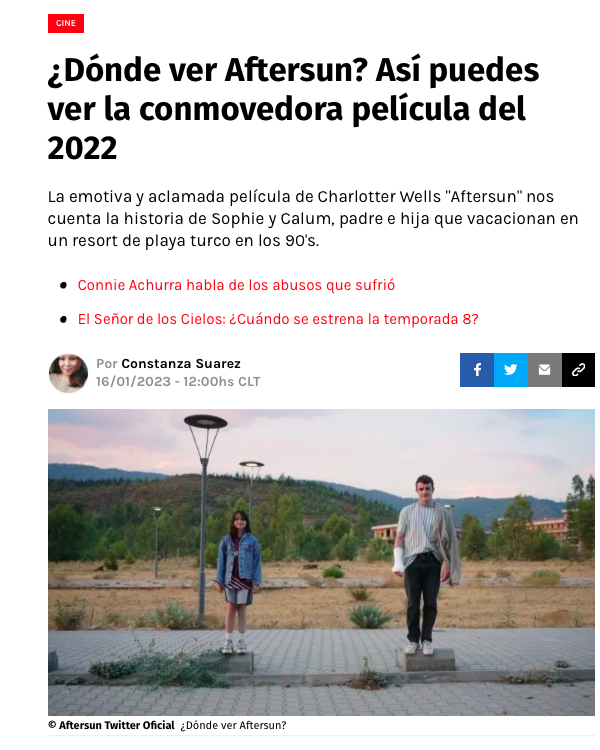 CINE
¿Dónde ver Aftersun? Así puedes
ver la conmovedora película del
2022
La emotiva y aclamada película de Charlotter Wells "Aftersun" nos
cuenta la historia de Sophie y Calum, padre e hija que vacacionan en
un resort de playa turco en los 90's.
Connie Achurra habla de los abusos que sufrió
El Señor de los Cielos: ¿Cuándo se estrena la temporada 8?
Por Constanza Suarez
16/01/2023 - 12:00hs CLT
© Aftersun Twitter Oficial ¿Dónde ver Aftersun?